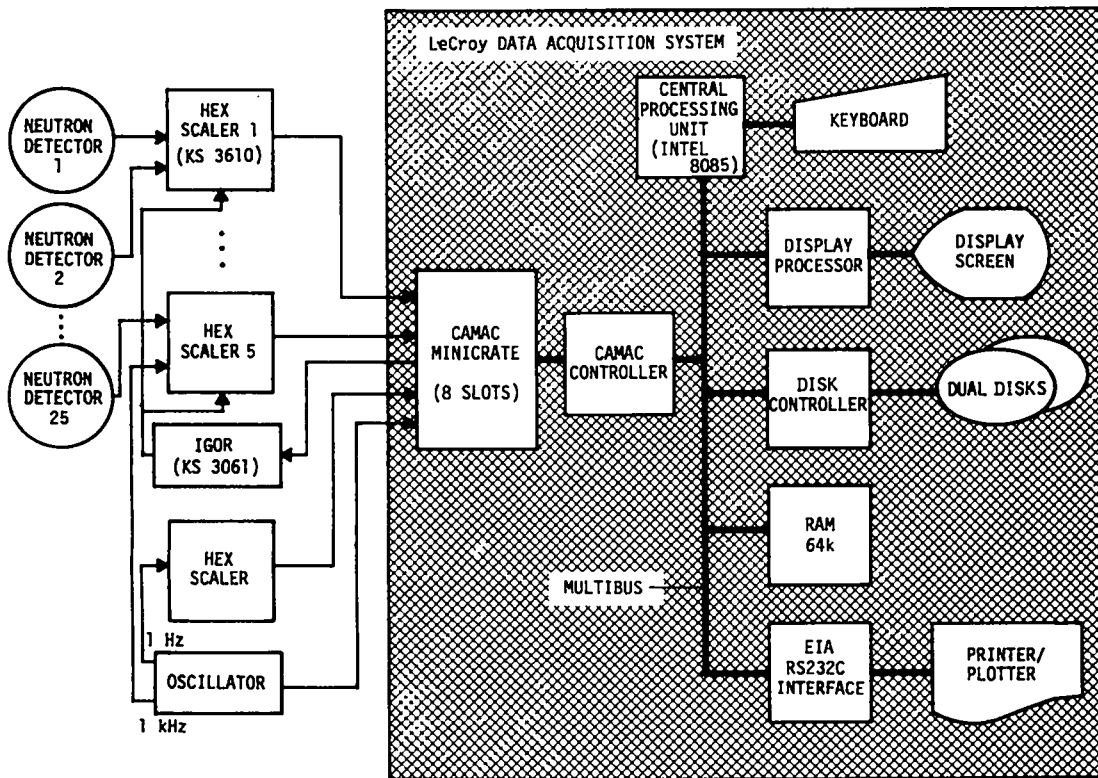 LeCroy DATA ACQUISITION SYSTEM
NEUTRON
DETECTOR
1
HEX
SCALER 1
(KS 3610)
CENTRAL
PROCESSING
UNIT
(INTEL
8085)
KEYBOARD
NEUTRON
DETECTOR
2
DISPLAY
PROCESSOR
DISPLAY
SCREEN
HEX
SCALER 5
CAMAC
MINICRATE
(8 SLOTS)
CAMAC
CONTROLLER
NEUTRON
DETECTOR
25
DISK
CONTROLLER
DUAL DISKS
IGOR
(KS 3061)
RAM
64k
HEX
SCALER
MULTIBUS
1 Hz
OSCILLATOR
1 kHz
EIA
RS232C
INTERFACE
PRINTER/
PLOTTER